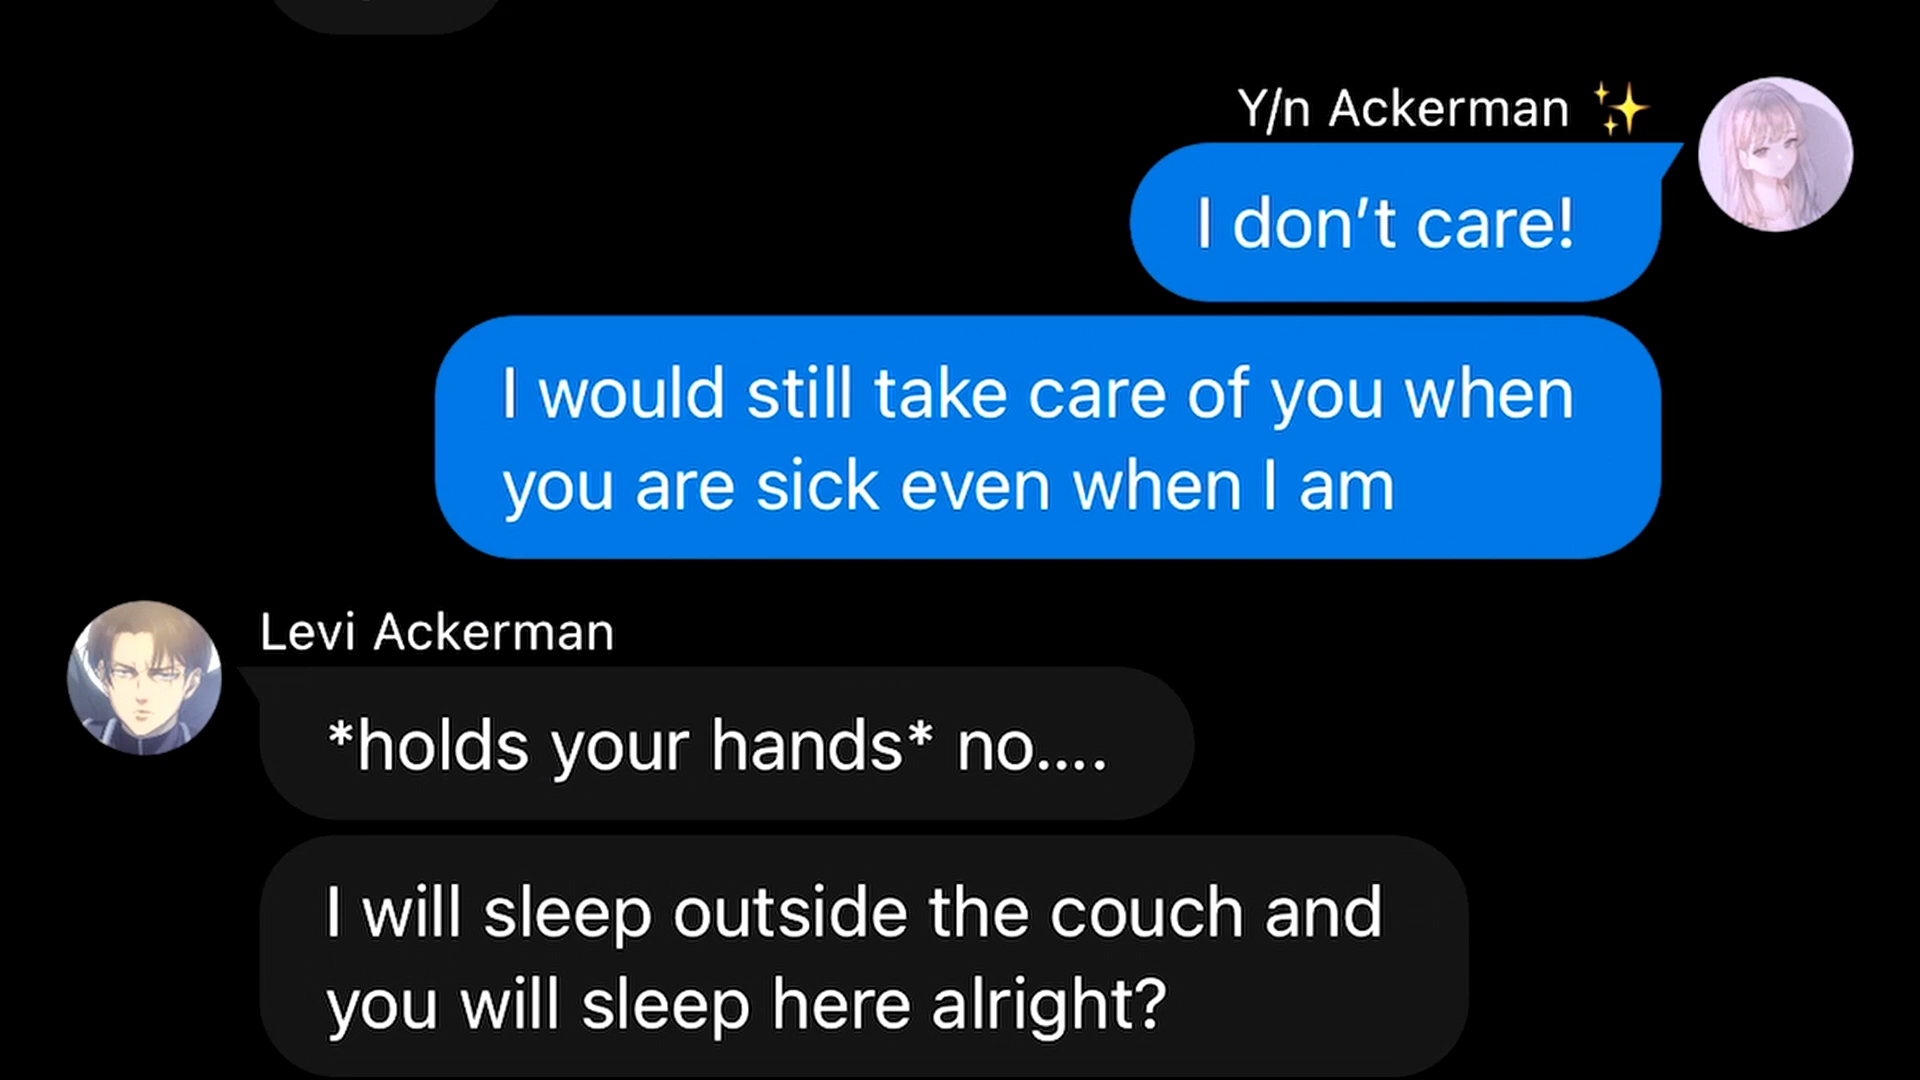 Y/n Ackerman ✨
I don’t care!
I would still take care of you when
you are sick even when I am
Levi Ackerman
*holds your hands* no....
I will sleep outside the couch and
you will sleep here alright?